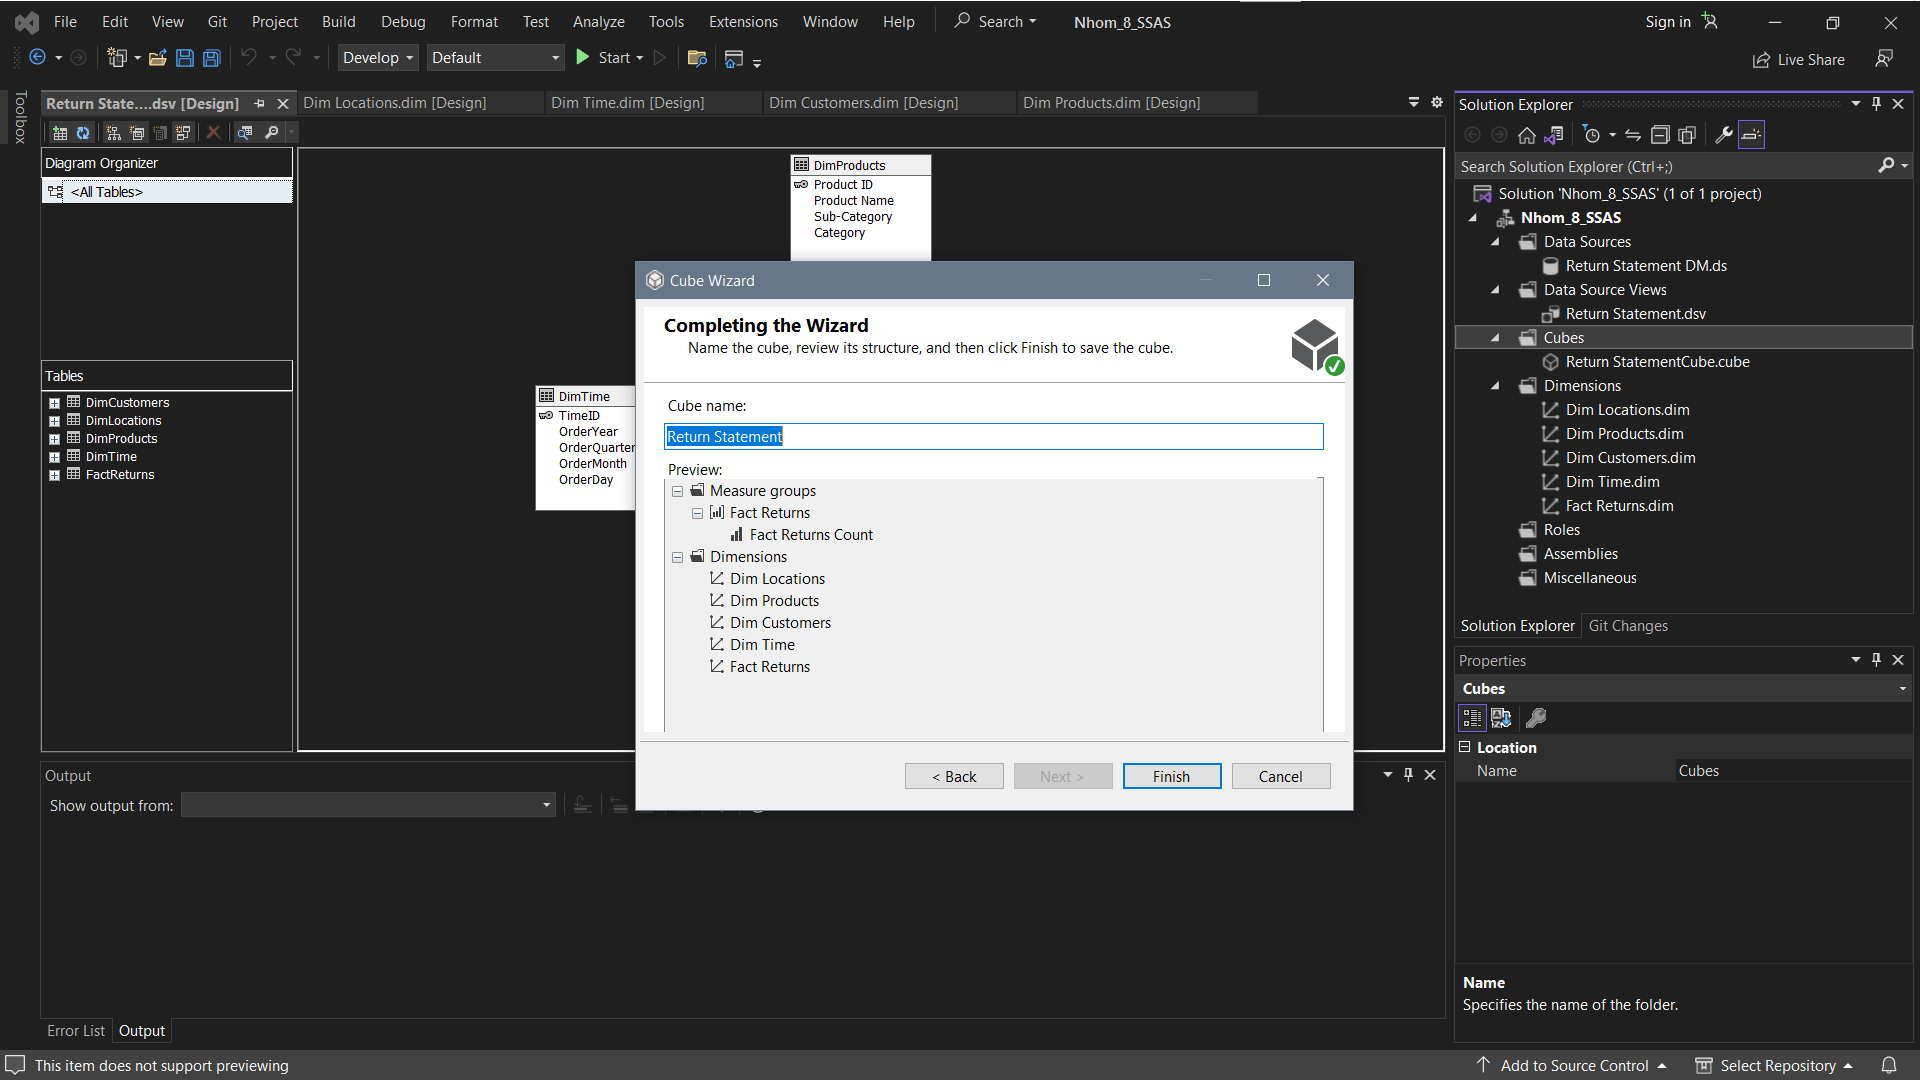 File Edit View Git Project Build Debug Format Test Analyze Tools Extensions Window Help Search Nhom_8_SSAS Sign in
Develop Default Start Live Share
Toolbox
Return State....dsv [Design] Dim Locations.dim [Design] Dim Time.dim [Design] Dim Customers.dim [Design] Dim Products.dim [Design]
Diagram Organizer
<All Tables>
Tables
DimCustomers
DimLocations
DimProducts
DimTime
FactReturns
DimProducts
Product ID
Product Name
Sub-Category
Category
DimTime
TimeID
OrderYear
OrderQuarter
OrderMonth
OrderDay
Cube Wizard
Completing the Wizard
Name the cube, review its structure, and then click Finish to save the cube.
Cube name:
Return Statement
Preview:
Measure groups
Fact Returns
Fact Returns Count
Dimensions
Dim Locations
Dim Products
Dim Customers
Dim Time
Fact Returns
< Back Next > Finish Cancel
Output
Show output from:
Error List Output
Solution Explorer
Search Solution Explorer (Ctrl+;)
Solution 'Nhom_8_SSAS' (1 of 1 project)
Nhom_8_SSAS
Data Sources
Return Statement DM.ds
Data Source Views
Return Statement.dsv
Cubes
Return StatementCube.cube
Dimensions
Dim Locations.dim
Dim Products.dim
Dim Customers.dim
Dim Time.dim
Fact Returns.dim
Roles
Assemblies
Miscellaneous
Solution Explorer Git Changes
Properties
Cubes
Location
Name Cubes
Name
Specifies the name of the folder.
This item does not support previewing Add to Source Control Select Repository